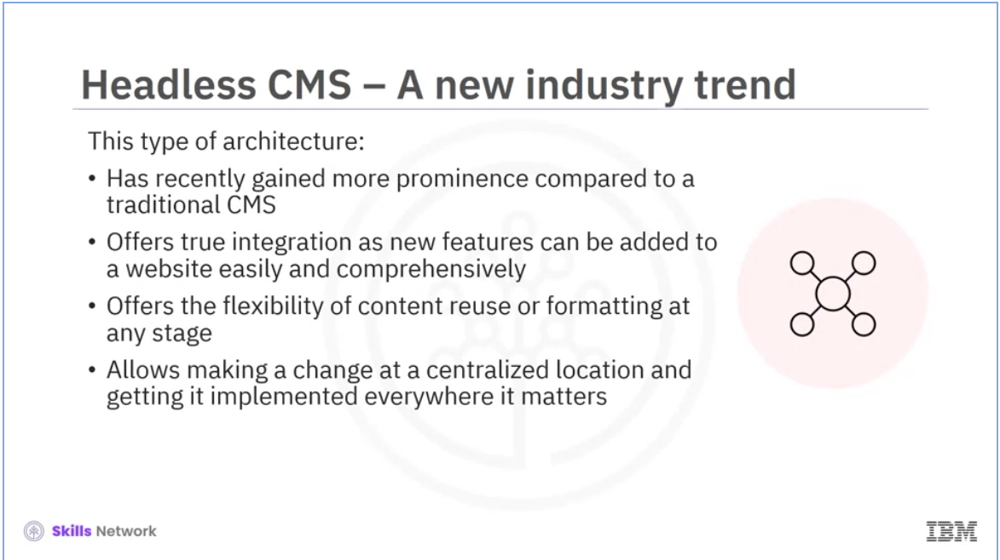 Headless CMS – A new industry trend
This type of architecture:
• Has recently gained more prominence compared to a
traditional CMS
• Offers true integration as new features can be added to
a website easily and comprehensively
• Offers the flexibility of content reuse or formatting at
any stage
• Allows making a change at a centralized location and
getting it implemented everywhere it matters
Skills Network
IBM